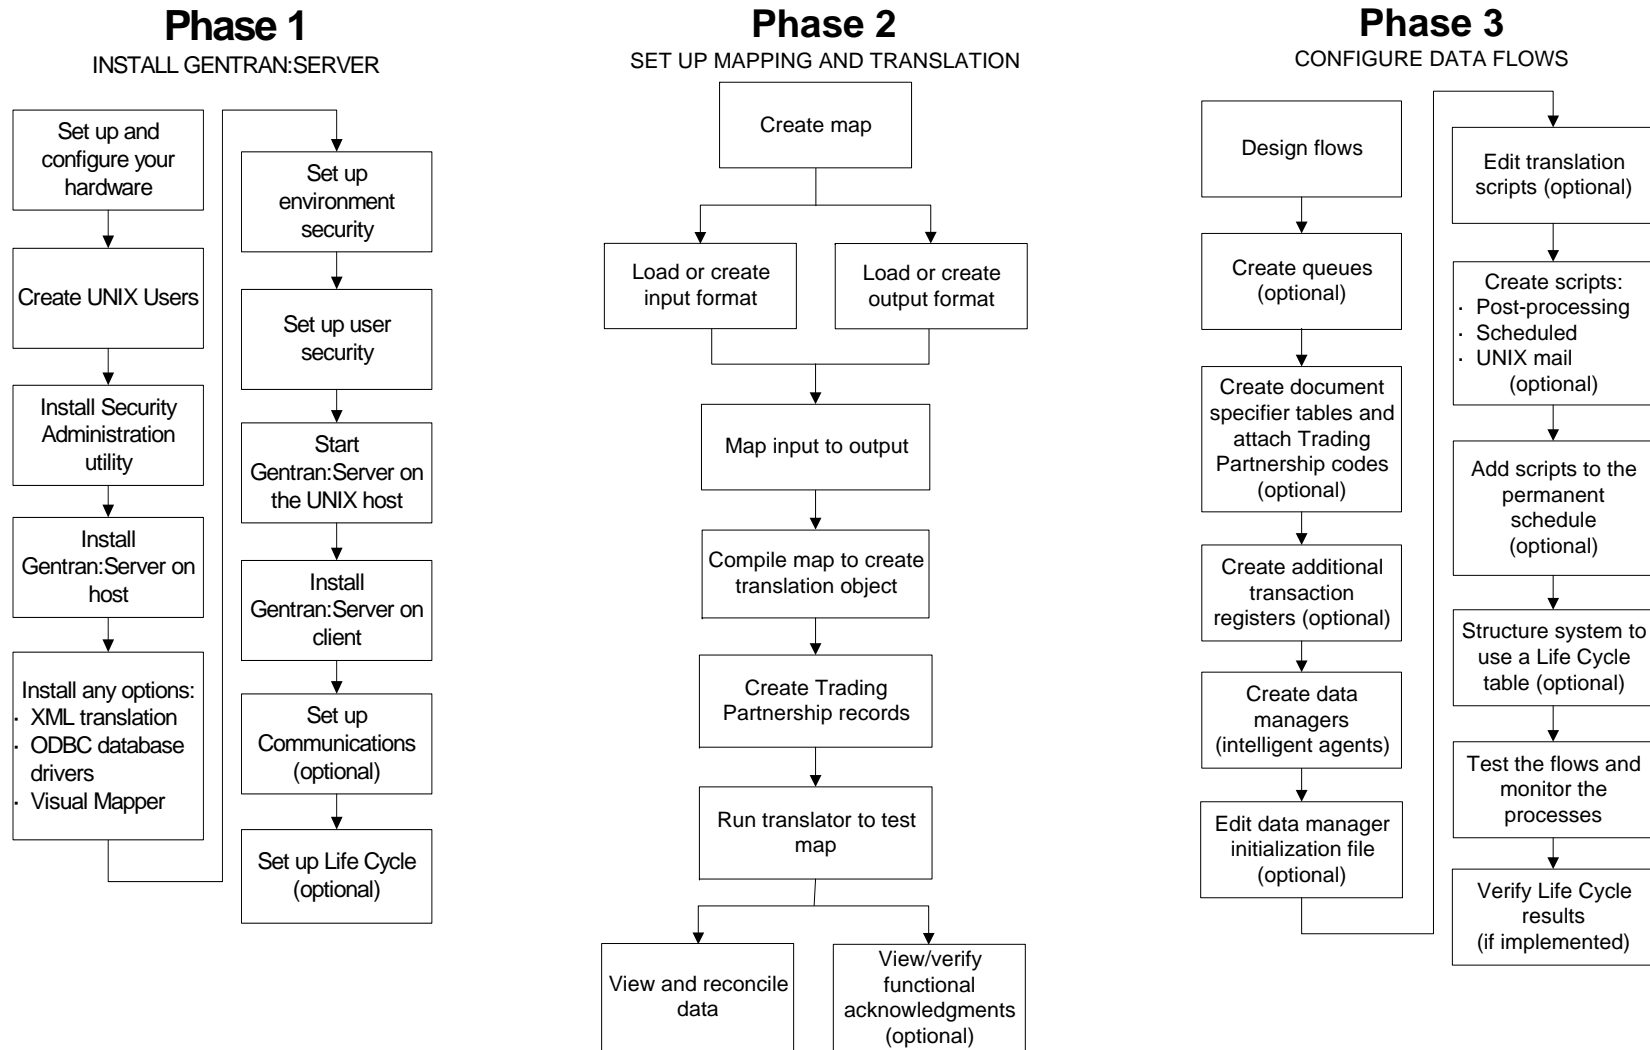 Phase 1
INSTALL GENTRAN:SERVER
Set up and
configure your
hardware
Create UNIX Users
Install Security
Administration
utility
Install
Gentran:Server on
host
Install any options:
· XML translation
· ODBC database
drivers
· Visual Mapper
Set up
environment
security
Set up user
security
Start
Gentran:Server on
the UNIX host
Install
Gentran:Server on
client
Set up
Communications
(optional)
Set up Life Cycle
(optional)
Phase 2
SET UP MAPPING AND TRANSLATION
Create map
Load or create
input format
Load or create
output format
Map input to output
Compile map to create
translation object
Create Trading
Partnership records
Run translator to test
map
View and reconcile
data
View/verify
functional
acknowledgments
(optional)
Phase 3
CONFIGURE DATA FLOWS
Design flows
Create queues
(optional)
Create document
specifier tables and
attach Trading
Partnership codes
(optional)
Create additional
transaction
registers (optional)
Create data
managers
(intelligent agents)
Edit data manager
initialization file
(optional)
Edit translation
scripts (optional)
Create scripts:
· Post-processing
· Scheduled
· UNIX mail
(optional)
Add scripts to the
permanent
schedule
(optional)
Structure system to
use a Life Cycle
table (optional)
Test the flows and
monitor the
processes
Verify Life Cycle
results
(if implemented)